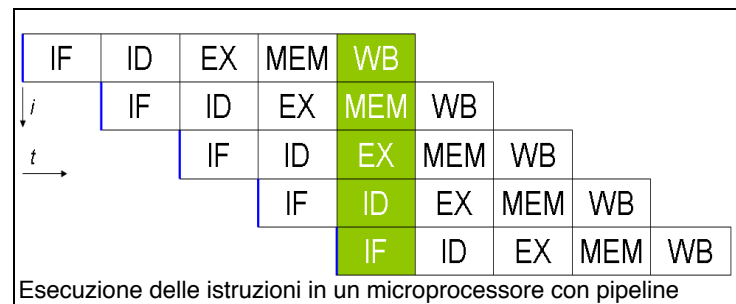 IF ID EX MEM WB
i IF ID EX MEM WB
t IF ID EX MEM WB
IF ID EX MEM WB
IF ID EX MEM WB
Esecuzione delle istruzioni in un microprocessore con pipeline